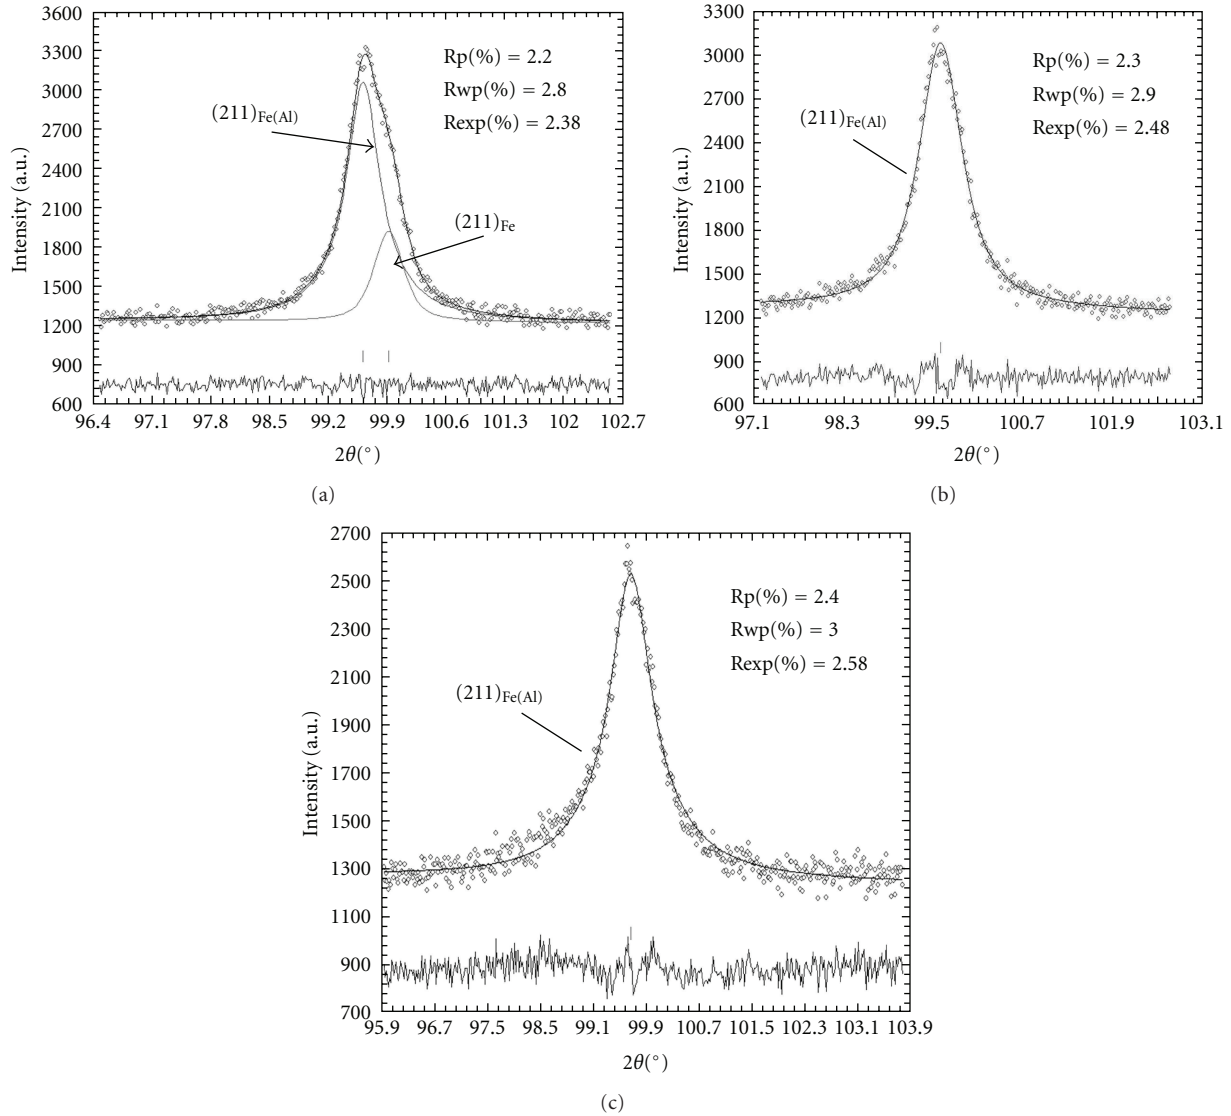 3600
3300
3000
2700
2400
2100
1800
1500
1200
900
600
Intensity (a.u.)
Rp(%) = 2.2
Rwp(%) = 2.8
Rexp(%) = 2.38
(211)Fe(Al)
(211)Fe
96.4 97.1 97.8 98.5 99.2 99.9 100.6 101.3 102 102.7
2θ(°)
(a)
3300
3000
2700
2400
2100
1800
1500
1200
900
600
Intensity (a.u.)
Rp(%) = 2.3
Rwp(%) = 2.9
Rexp(%) = 2.48
(211)Fe(Al)
97.1 98.3 99.5 100.7 101.9 103.1
2θ(°)
(b)
2700
2500
2300
2100
1900
1700
1500
1300
1100
900
700
Intensity (a.u.)
Rp(%) = 2.4
Rwp(%) = 3
Rexp(%) = 2.58
(211)Fe(Al)
95.9 96.7 97.5 98.5 99.1 99.9 100.7 101.5 102.3 103.1 103.9
2θ(°)
(c)